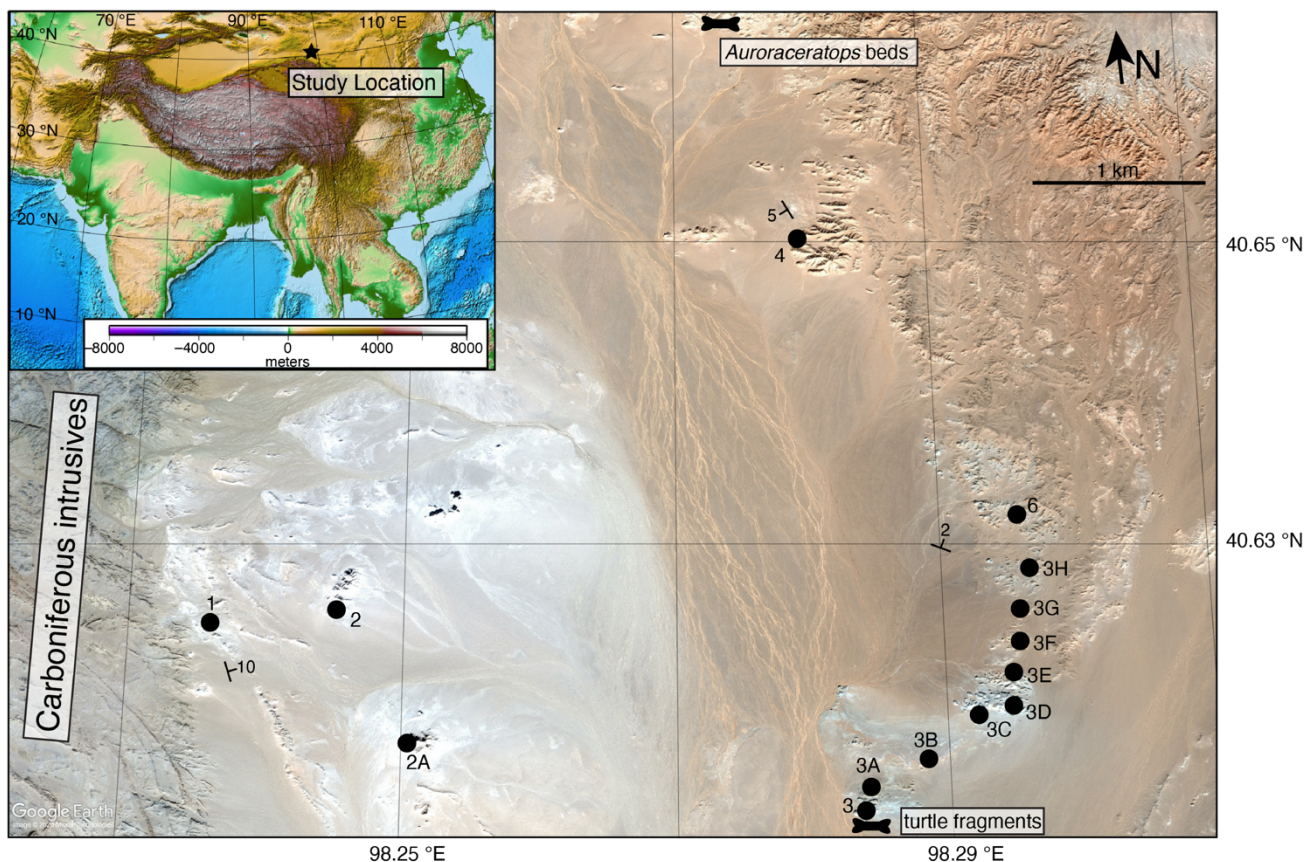 70°E
90°E
110°E
40 °N
30 °N
20 °N
10 °N
Study Location
−8000
−4000
0
4000
8000
meters
Auroraceratops beds
N
1 km
5
4
40.65 °N
Carboniferous intrusives
6
2
40.63 °N
3H
1
2
3G
3F
10
3E
3D
3C
2A
3B
3A
3
turtle fragments
Google Earth
98.25 °E
98.29 °E